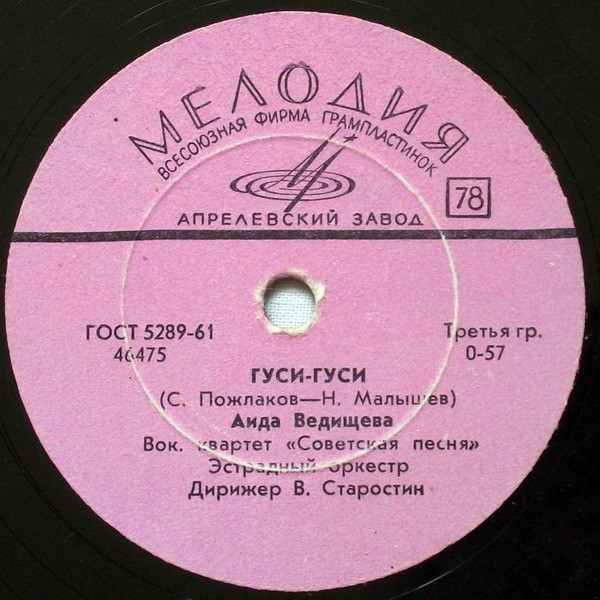 МЕЛОДИЯ
ВСЕСОЮЗНАЯ ФИРМА ГРАМПЛАСТИНОК
78
АПРЕЛЕВСКИЙ ЗАВОД
ГОСТ 5289-61 Третья гр.
46475 0-57
ГУСИ-ГУСИ
(С. Пожлаков—Н. Малышев)
Аида Ведищева
Вок. квартет «Советская песня»
Эстрадный оркестр
Дирижер В. Старостин